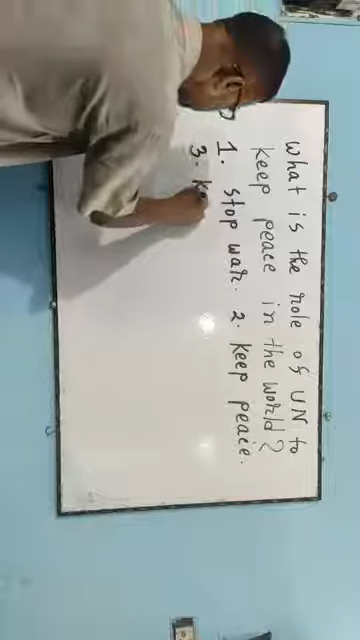 What is the role of UN to
keep peace in the world?
1. Stop war. 2. Keep peace.
3. Ke